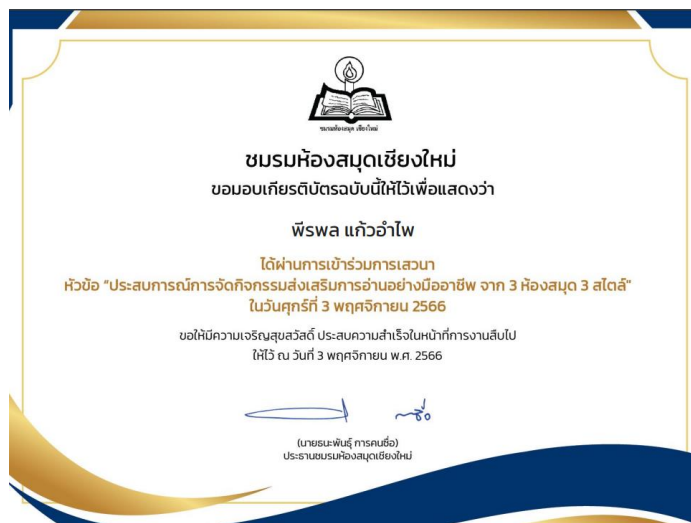 ชมรมห้องสมุด เชียงใหม่
ชมรมห้องสมุดเชียงใหม่
ขอมอบเกียรติบัตรฉบับนี้ให้ไว้เพื่อแสดงว่า
พีรพล แก้วอำไพ
ได้ผ่านการเข้าร่วมการเสวนา
หัวข้อ “ประสบการณ์การจัดกิจกรรมส่งเสริมการอ่านอย่างมืออาชีพ จาก 3 ห้องสมุด 3 สไตล์"
ในวันศุกร์ที่ 3 พฤศจิกายน 2566
ขอให้มีความเจริญสุขสวัสดิ์ ประสบความสำเร็จในหน้าที่การงานสืบไป
ให้ไว้ ณ วันที่ 3 พฤศจิกายน พ.ศ. 2566
(นายธนะพันธุ์ การคนซื่อ)
ประธานชมรมห้องสมุดเชียงใหม่